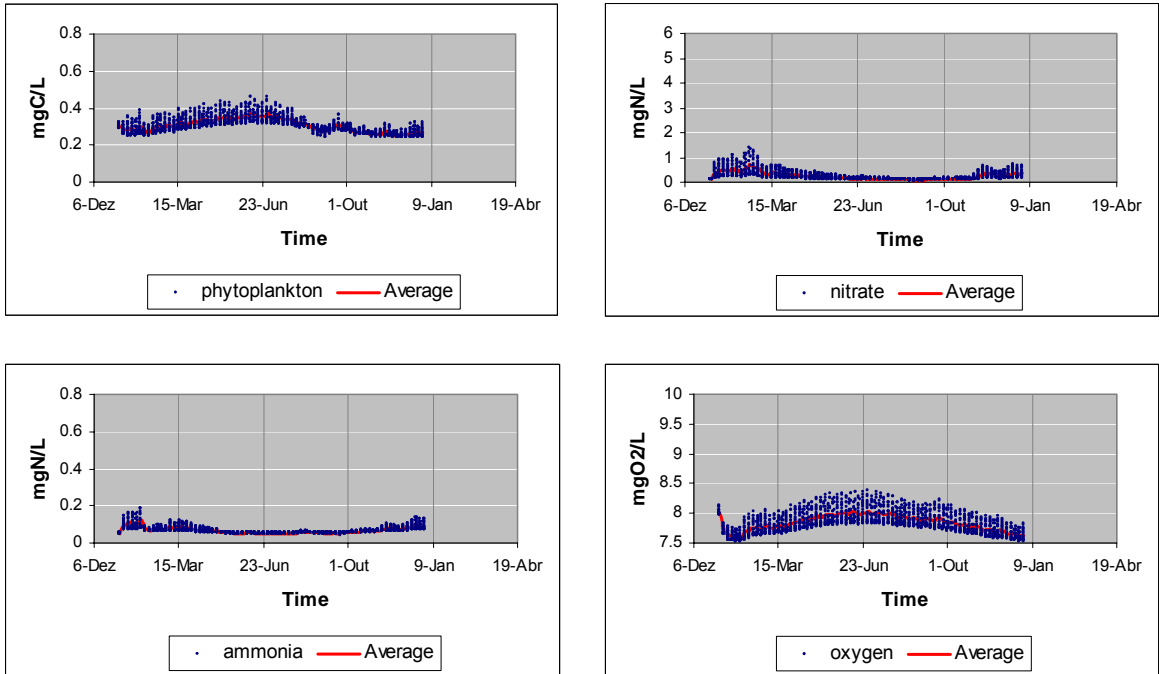 0.8
0.6
0.4
0.2
0
mgC/L
6-Dez 15-Mar 23-Jun 1-Out 9-Jan 19-Abr
Time
phytoplankton Average
6
5
4
3
2
1
0
mgN/L
6-Dez 15-Mar 23-Jun 1-Out 9-Jan 19-Abr
Time
nitrate Average
0.8
0.6
0.4
0.2
0
mgN/L
6-Dez 15-Mar 23-Jun 1-Out 9-Jan 19-Abr
Time
ammonia Average
10
9.5
9
8.5
8
7.5
mgO2/L
6-Dez 15-Mar 23-Jun 1-Out 9-Jan 19-Abr
Time
oxygen Average